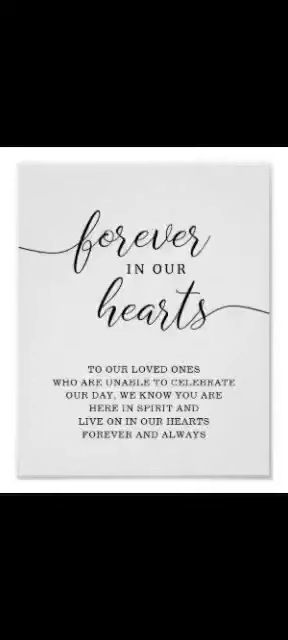 forever
IN OUR
hearts
TO OUR LOVED ONES
WHO ARE UNABLE TO CELEBRATE
OUR DAY, WE KNOW YOU ARE
HERE IN SPIRIT AND
LIVE ON IN OUR HEARTS
FOREVER AND ALWAYS